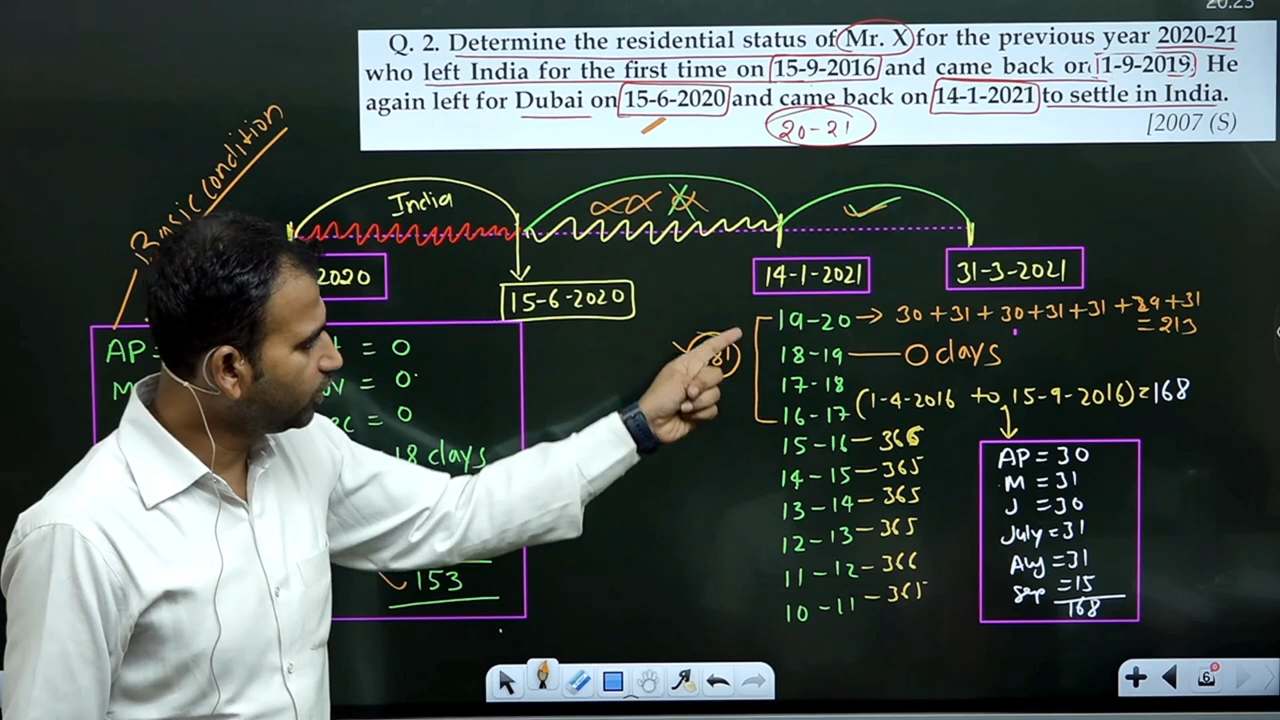 20:23
Q. 2. Determine the residential status of Mr. X for the previous year 2020-21
who left India for the first time on 15-9-2016 and came back on 1-9-2019. He
again left for Dubai on 15-6-2020 and came back on 14-1-2021 to settle in India.
20-21
[2007 (S)
Basic condition
India
2020
15-6-2020
14-1-2021
31-3-2021
AP=
= 0
M
= 0
= 0
18 days
153
381
19-20 → 30+31+30+31+31+29+31
= 213
18-19 — 0 days
17-18
16-17 (1-4-2016 to 15-9-2016)=168
15-16-366
14-15-365
13-14-365
12-13-365
11-12-366
10-11-365
AP=30
M=31
J=30
July=31
Aug=31
Sep=15
168
6